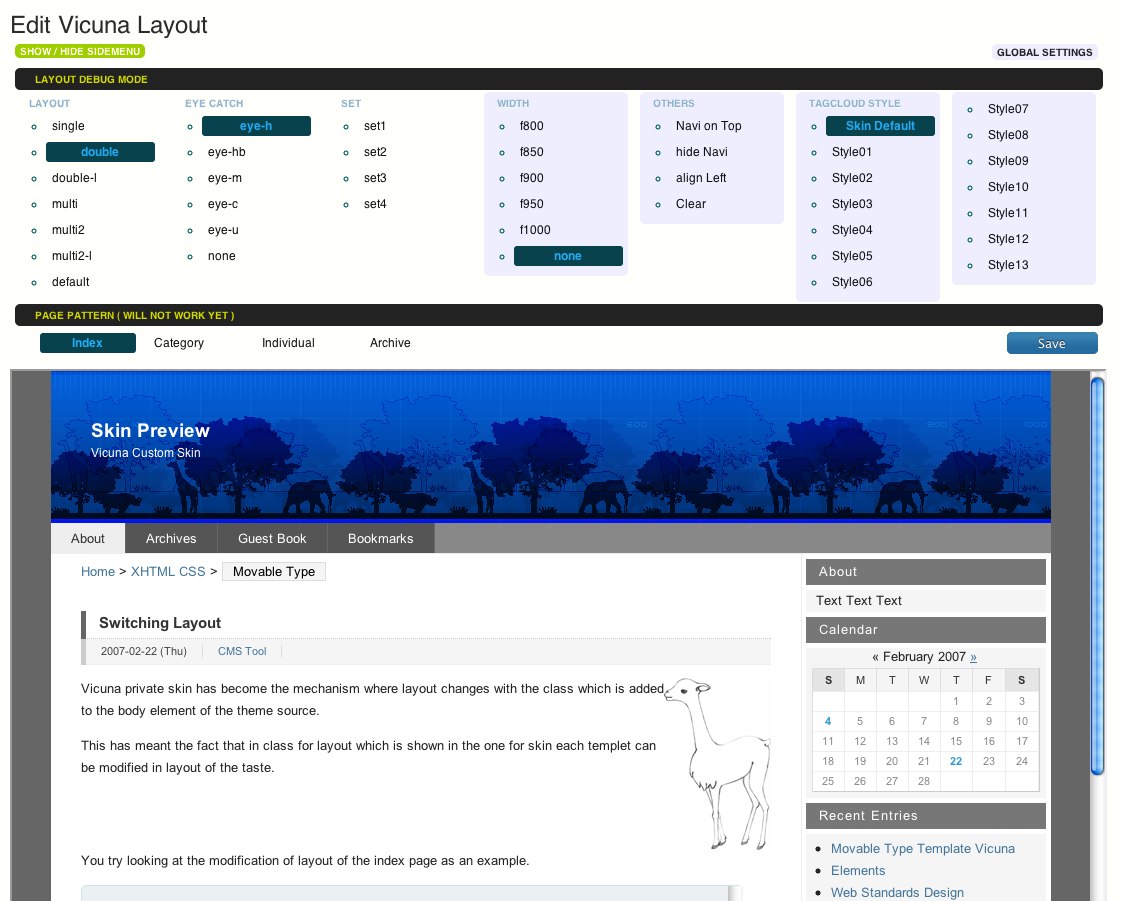 Edit Vicuna Layout
SHOW / HIDE SIDEMENU
GLOBAL SETTINGS
LAYOUT DEBUG MODE
LAYOUT
single
double
double-l
multi
multi2
multi2-l
default
EYE CATCH
eye-h
eye-hb
eye-m
eye-c
eye-u
none
SET
set1
set2
set3
set4
WIDTH
f800
f850
f900
f950
f1000
none
OTHERS
Navi on Top
hide Navi
align Left
Clear
TAGCLOUD STYLE
Skin Default
Style01
Style02
Style03
Style04
Style05
Style06
Style07
Style08
Style09
Style10
Style11
Style12
Style13
PAGE PATTERN ( WILL NOT WORK YET )
Index Category Individual Archive Save
Skin Preview
Vicuna Custom Skin
600 900 1000
About Archives Guest Book Bookmarks
Home > XHTML CSS > Movable Type
Switching Layout
2007-02-22 (Thu) CMS Tool
Vicuna private skin has become the mechanism where layout changes with the class which is added
to the body element of the theme source.
This has meant the fact that in class for layout which is shown in the one for skin each templet can
be modified in layout of the taste.
You try looking at the modification of layout of the index page as an example.
About
Text Text Text
Calendar
« February 2007 »
S M T W T F S
1 2 3
4 5 6 7 8 9 10
11 12 13 14 15 16 17
18 19 20 21 22 23 24
25 26 27 28
Recent Entries
Movable Type Template Vicuna
Elements
Web Standards Design